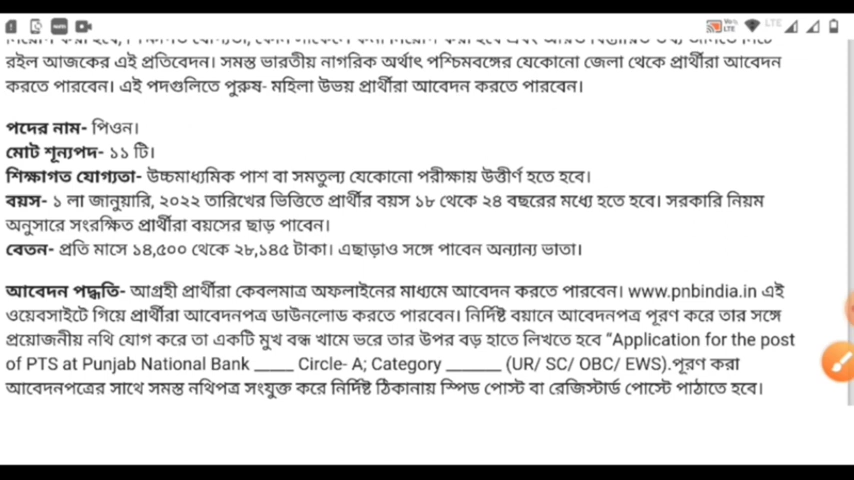 রইল আজকের এই প্রতিবেদন। সমস্ত ভারতীয় নাগরিক অর্থাৎ পশ্চিমবঙ্গের যেকোনো জেলা থেকে প্রার্থীরা আবেদন
করতে পারবেন। এই পদগুলিতে পুরুষ- মহিলা উভয় প্রার্থীরা আবেদন করতে পারবেন।
পদের নাম- পিওন।
মোট শূন্যপদ- ১১ টি।
শিক্ষাগত যোগ্যতা- উচ্চমাধ্যমিক পাশ বা সমতুল্য যেকোনো পরীক্ষায় উত্তীর্ণ হতে হবে।
বয়স- ১ লা জানুয়ারি, ২০২২ তারিখের ভিত্তিতে প্রার্থীর বয়স ১৮ থেকে ২৪ বছরের মধ্যে হতে হবে। সরকারি নিয়ম
অনুসারে সংরক্ষিত প্রার্থীরা বয়সের ছাড় পাবেন।
বেতন- প্রতি মাসে ১৪,৫০০ থেকে ২৮,১৪৫ টাকা। এছাড়াও সঙ্গে পাবেন অন্যান্য ভাতা।
আবেদন পদ্ধতি- আগ্রহী প্রার্থীরা কেবলমাত্র অফলাইনের মাধ্যমে আবেদন করতে পারবেন। www.pnbindia.in এই
ওয়েবসাইটে গিয়ে প্রার্থীরা আবেদনপত্র ডাউনলোড করতে পারবেন। নির্দিষ্ট বয়ানে আবেদনপত্র পূরণ করে তার সঙ্গে
প্রয়োজনীয় নথি যোগ করে তা একটি মুখ বন্ধ খামে ভরে তার উপর বড় হাতে লিখতে হবে “Application for the post
of PTS at Punjab National Bank _____ Circle- A; Category _______ (UR/ SC/ OBC/ EWS).পূরণ করা
আবেদনপত্রের সাথে সমস্ত নথিপত্র সংযুক্ত করে নির্দিষ্ট ঠিকানায় স্পিড পোস্ট বা রেজিস্টার্ড পোস্টে পাঠাতে হবে।